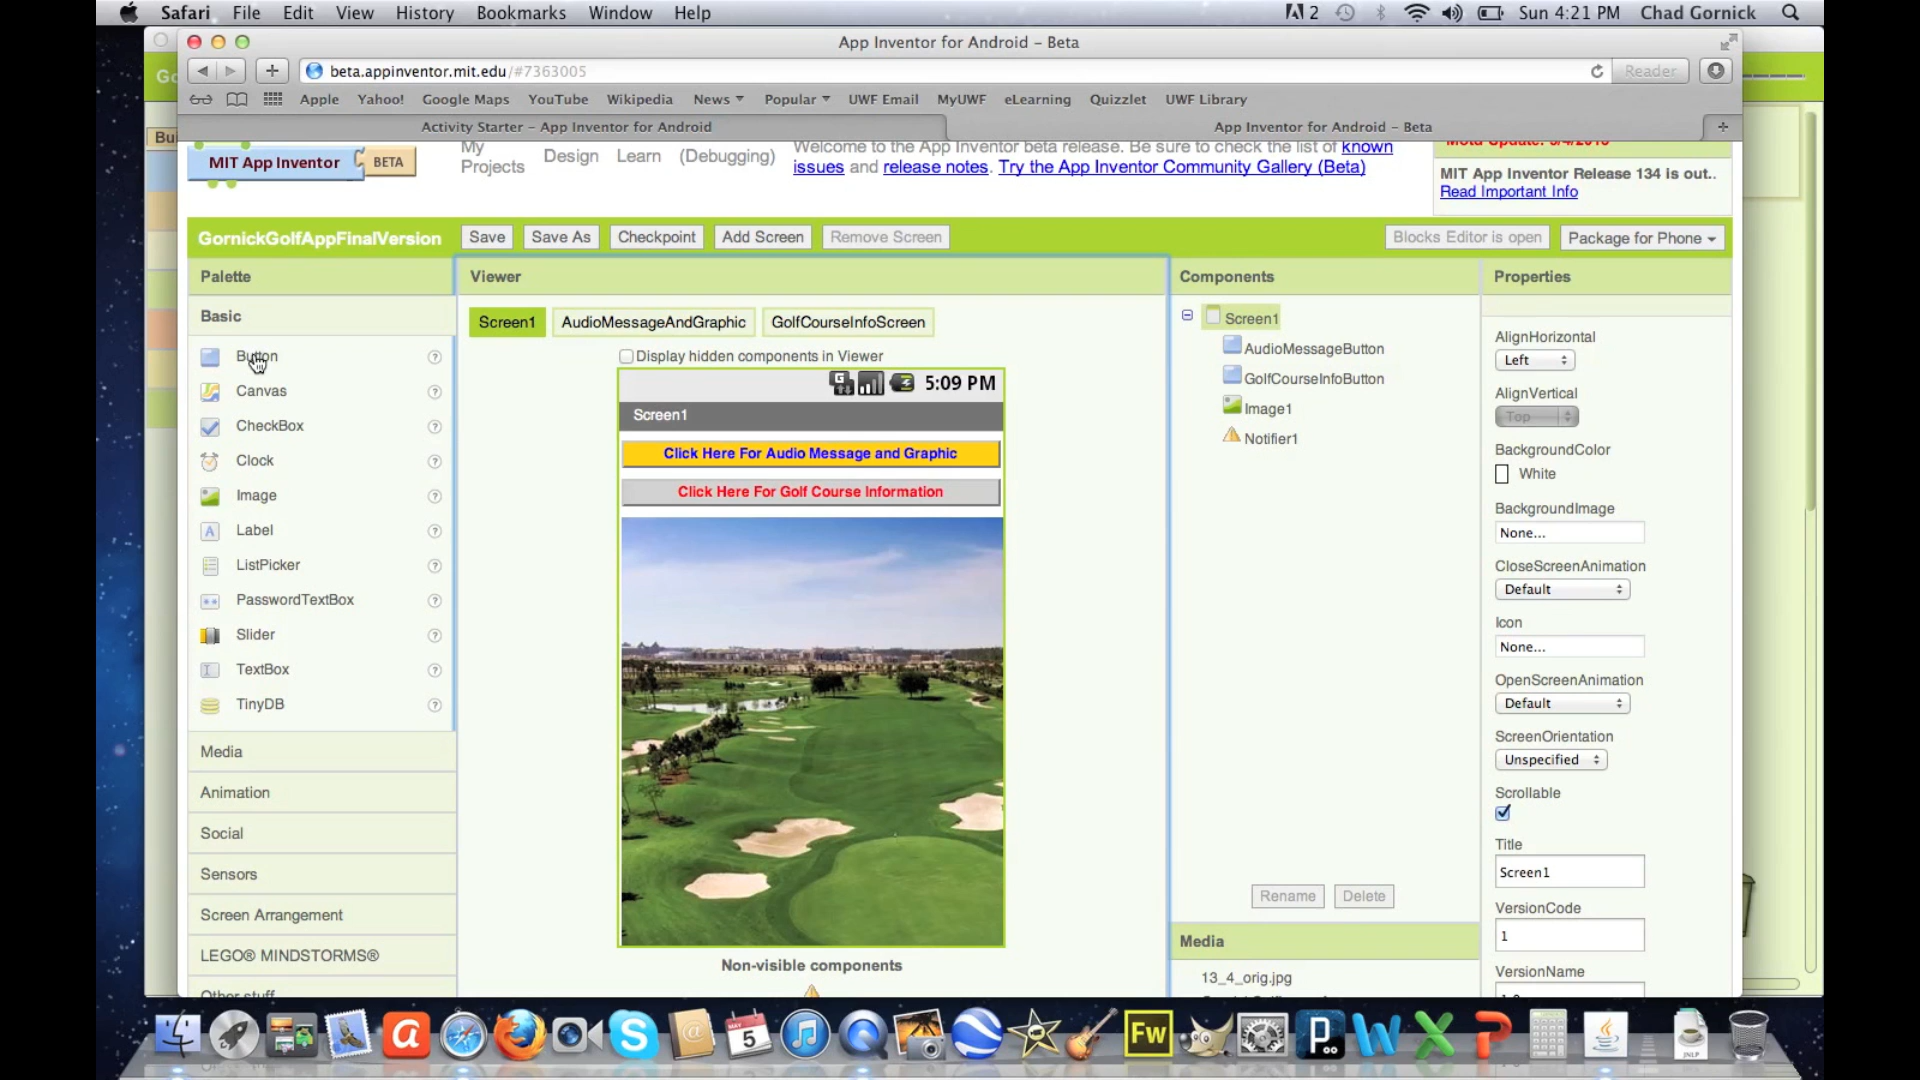 Safari File Edit View History Bookmarks Window Help
2 Sun 4:21 PM Chad Gornick
App Inventor for Android – Beta
beta.appinventor.mit.edu/#7363005
Reader
Apple Yahoo! Google Maps YouTube Wikipedia News Popular UWF Email MyUWF eLearning Quizzlet UWF Library
Activity Starter – App Inventor for Android
App Inventor for Android – Beta
MIT App Inventor BETA
My Projects Design Learn (Debugging)
Welcome to the App Inventor beta release. Be sure to check the list of known
issues and release notes. Try the App Inventor Community Gallery (Beta)
MIT App Inventor Release 134 is out..
Read Important Info
GornickGolfAppFinalVersion
Save Save As Checkpoint Add Screen Remove Screen
Blocks Editor is open Package for Phone
Palette
Basic
Button
Canvas
CheckBox
Clock
Image
Label
ListPicker
PasswordTextBox
Slider
TextBox
TinyDB
Media
Animation
Social
Sensors
Screen Arrangement
LEGO® MINDSTORMS®
Other stuff
Viewer
Screen1 AudioMessageAndGraphic GolfCourseInfoScreen
Display hidden components in Viewer
5:09 PM
Screen1
Click Here For Audio Message and Graphic
Click Here For Golf Course Information
Non-visible components
Components
Screen1
AudioMessageButton
GolfCourseInfoButton
Image1
Notifier1
Rename Delete
Media
13_4_orig.jpg
Properties
AlignHorizontal
Left
AlignVertical
Top
BackgroundColor
White
BackgroundImage
None...
CloseScreenAnimation
Default
Icon
None...
OpenScreenAnimation
Default
ScreenOrientation
Unspecified
Scrollable
Title
Screen1
VersionCode
1
VersionName
MAY
5
Fw
JNLP